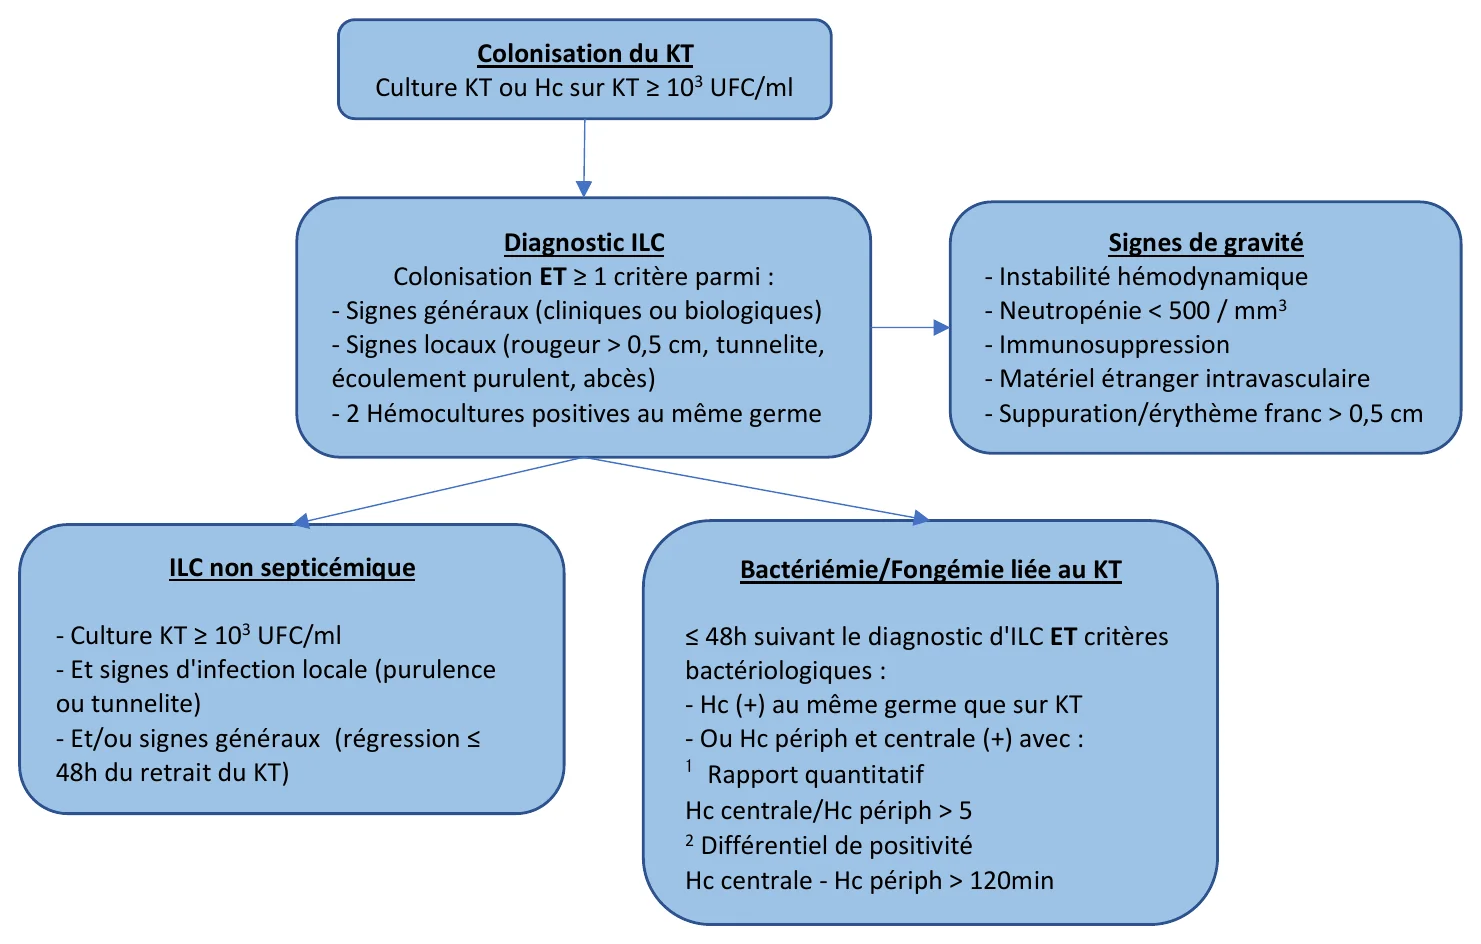 Colonisation du KT
Culture KT ou Hc sur KT ≥ 10³ UFC/ml
Diagnostic ILC
Colonisation ET ≥ 1 critère parmi :
- Signes généraux (cliniques ou biologiques)
- Signes locaux (rougeur > 0,5 cm, tunnelite,
écoulement purulent, abcès)
- 2 Hémocultures positives au même germe
Signes de gravité
- Instabilité hémodynamique
- Neutropénie < 500 / mm³
- Immunosuppression
- Matériel étranger intravasculaire
- Suppuration/érythème franc > 0,5 cm
ILC non septicémique
- Culture KT ≥ 10³ UFC/ml
- Et signes d'infection locale (purulence
ou tunnelite)
- Et/ou signes généraux (régression ≤
48h du retrait du KT)
Bactériémie/Fongémie liée au KT
≤ 48h suivant le diagnostic d'ILC ET critères
bactériologiques :
- Hc (+) au même germe que sur KT
- Ou Hc périph et centrale (+) avec :
¹ Rapport quantitatif
Hc centrale/Hc périph > 5
² Différentiel de positivité
Hc centrale - Hc périph > 120min